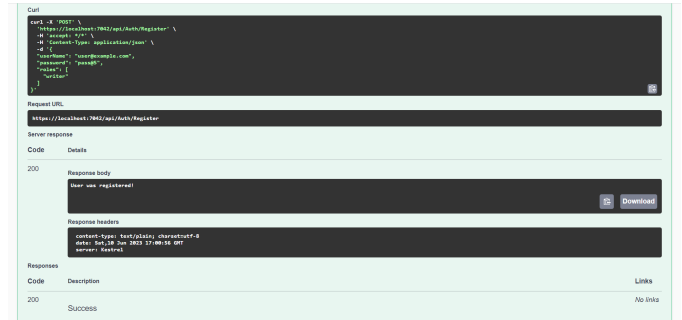 Curl
curl -X 'POST' \
'https://localhost:7042/api/Auth/Register' \
-H 'accept: */*' \
-H 'Content-Type: application/json' \
-d '{
"userName": "user@example.com",
"password": "pass@5",
"roles": [
"writer"
]
}'
Request URL
https://localhost:7042/api/Auth/Register
Server response
Code Details
200
Response body
User was registered!
Download
Response headers
content-type: text/plain; charset=utf-8
date: Sat,10 Jun 2023 17:00:56 GMT
server: Kestrel
Responses
Code Description Links
200 No links
Success